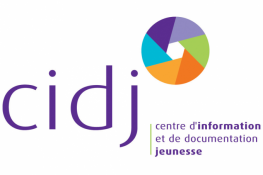 cidj
centre d'information
et de documentation
jeunesse